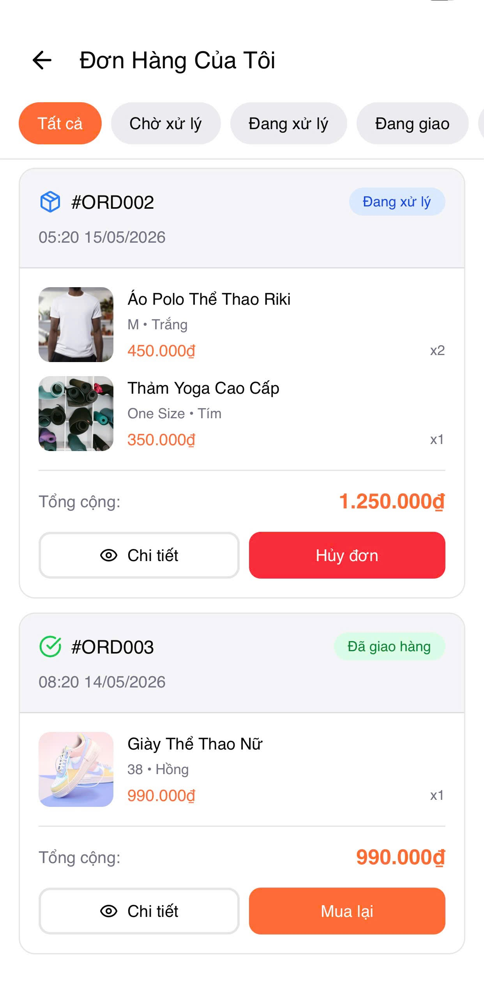 Đơn Hàng Của Tôi
Tất cả
Chờ xử lý
Đang xử lý
Đang giao
#ORD002
Đang xử lý
05:20 15/05/2026
Áo Polo Thể Thao Riki
M • Trắng
450.000₫
x2
Thảm Yoga Cao Cấp
One Size • Tím
350.000₫
x1
Tổng cộng:
1.250.000₫
Chi tiết
Hủy đơn
#ORD003
Đã giao hàng
08:20 14/05/2026
Giày Thể Thao Nữ
38 • Hồng
990.000₫
x1
Tổng cộng:
990.000₫
Chi tiết
Mua lại